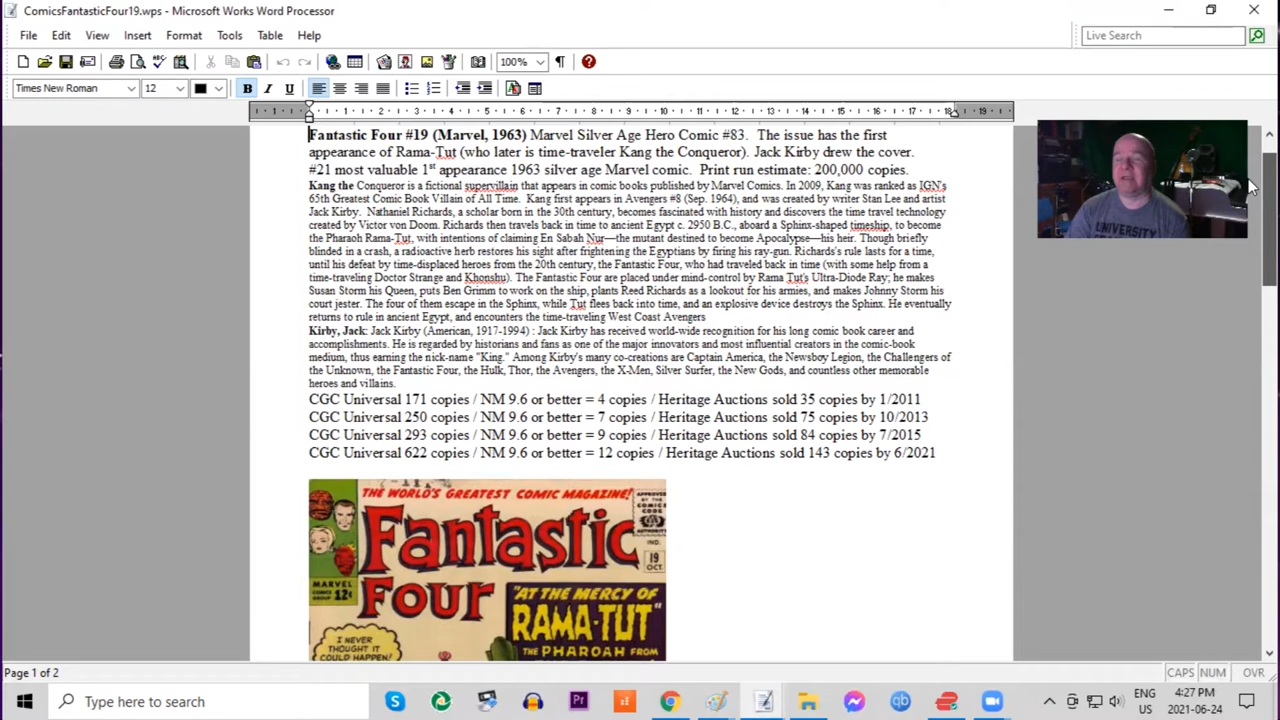 ComicsFantasticFour19.wps - Microsoft Works Word Processor
File Edit View Insert Format Tools Table Help
Live Search
100%
Times New Roman 12 B I U
Fantastic Four #19 (Marvel, 1963) Marvel Silver Age Hero Comic #83. The issue has the first
appearance of Rama-Tut (who later is time-traveler Kang the Conqueror). Jack Kirby drew the cover.
#21 most valuable 1st appearance 1963 silver age Marvel comic. Print run estimate: 200,000 copies.
Kang the Conqueror is a fictional supervillain that appears in comic books published by Marvel Comics. In 2009, Kang was ranked as IGN's
65th Greatest Comic Book Villain of All Time. Kang first appears in Avengers #8 (Sep. 1964), and was created by writer Stan Lee and artist
Jack Kirby. Nathaniel Richards, a scholar born in the 30th century, becomes fascinated with history and discovers the time travel technology
created by Victor von Doom. Richards then travels back in time to ancient Egypt c. 2950 B.C., aboard a Sphinx-shaped timeship, to become
the Pharaoh Rama-Tut, with intentions of claiming En Sabah Nur—the mutant destined to become Apocalypse—his heir. Though briefly
blinded in a crash, a radioactive herb restores his sight after frightening the Egyptians by firing his ray-gun. Richards's rule lasts for a time,
until his defeat by time-displaced heroes from the 20th century, the Fantastic Four, who had traveled back in time (with some help from a
time-traveling Doctor Strange and Khonshu). The Fantastic Four are placed under mind-control by Rama Tut's Ultra-Diode Ray; he makes
Susan Storm his Queen, puts Ben Grimm to work on the ship, plants Reed Richards as a lookout for his armies, and makes Johnny Storm his
court jester. The four of them escape in the Sphinx, while Tut flees back into time, and an explosive device destroys the Sphinx. He eventually
returns to rule in ancient Egypt, and encounters the time-traveling West Coast Avengers
Kirby, Jack: Jack Kirby (American, 1917-1994) : Jack Kirby has received world-wide recognition for his long comic book career and
accomplishments. He is regarded by historians and fans as one of the major innovators and most influential creators in the comic-book
medium, thus earning the nick-name "King." Among Kirby's many co-creations are Captain America, the Newsboy Legion, the Challengers of
the Unknown, the Fantastic Four, the Hulk, Thor, the Avengers, the X-Men, Silver Surfer, the New Gods, and countless other memorable
heroes and villains.
CGC Universal 171 copies / NM 9.6 or better = 4 copies / Heritage Auctions sold 35 copies by 1/2011
CGC Universal 250 copies / NM 9.6 or better = 7 copies / Heritage Auctions sold 75 copies by 10/2013
CGC Universal 293 copies / NM 9.6 or better = 9 copies / Heritage Auctions sold 84 copies by 7/2015
CGC Universal 622 copies / NM 9.6 or better = 12 copies / Heritage Auctions sold 143 copies by 6/2021
THE WORLD'S GREATEST COMIC MAGAZINE!
APPROVED
BY THE
COMICS
CODE
AUTHORITY
Fantastic
Four
IND.
19
OCT.
MARVEL
COMICS
GROUP
12¢
"AT THE MERCY OF
RAMA-TUT"
THE PHAROAH FROM
I NEVER
THOUGHT IT
COULD HAPPEN!
UNIVERSITY
Page 1 of 2
CAPS NUM OVR
Type here to search
Pr
qb
ENG
US
4:27 PM
2021-06-24